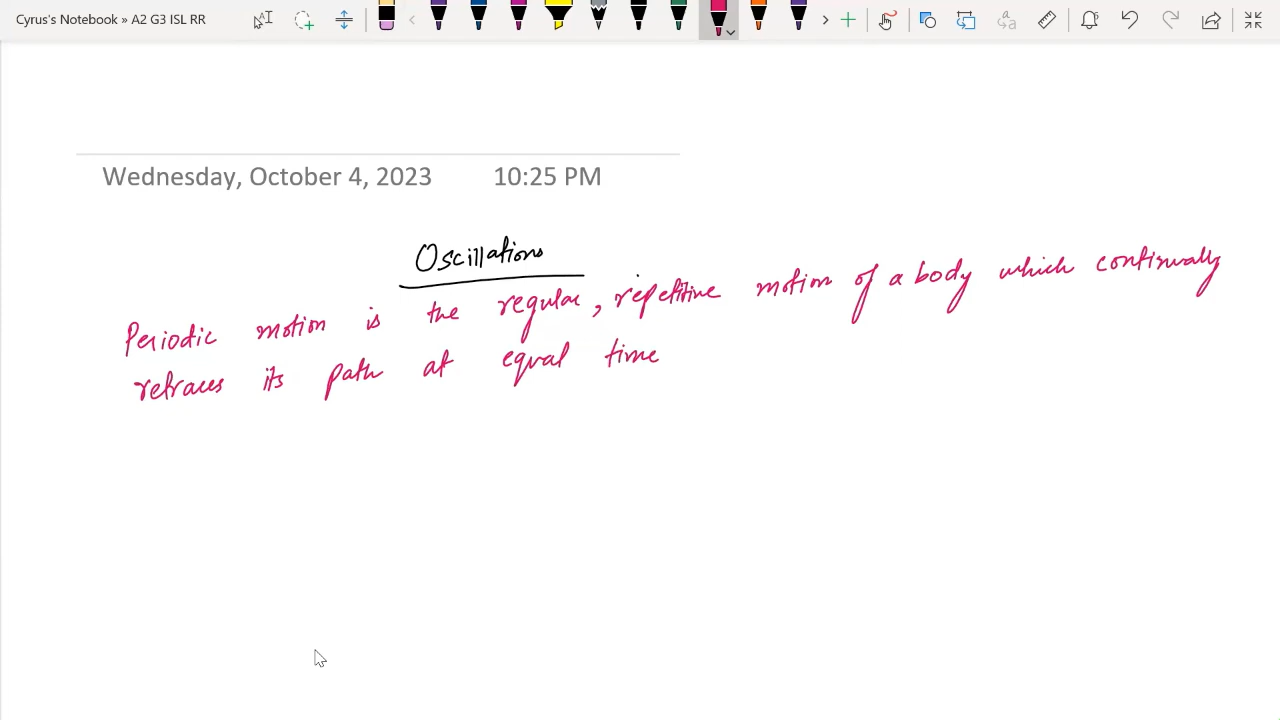 Cyrus's Notebook » A2 G3 ISL RR
Wednesday, October 4, 2023 10:25 PM
Oscillations
Periodic motion is the regular, repetitive motion of a body which continually
retraces its path at equal time